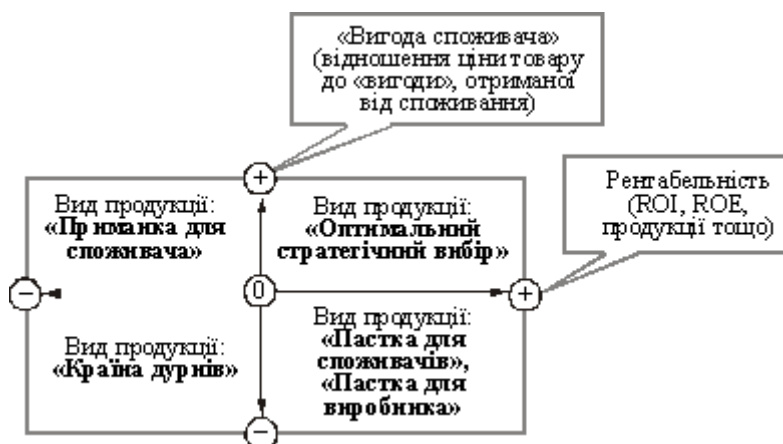 «Вигода споживача»
(відношення ціни товару
до «вигоди», отриманої
від споживання)
+
Рентабельність
(ROI, ROE,
продукції тощо)
Вид продукції:
«Приманка для
споживача»
Вид продукції:
«Оптимальний
стратегічний вибір»
−
0
+
Вид продукції:
«Країна дурнів»
Вид продукції:
«Пастка для
споживачів»,
«Пастка для
виробника»
−